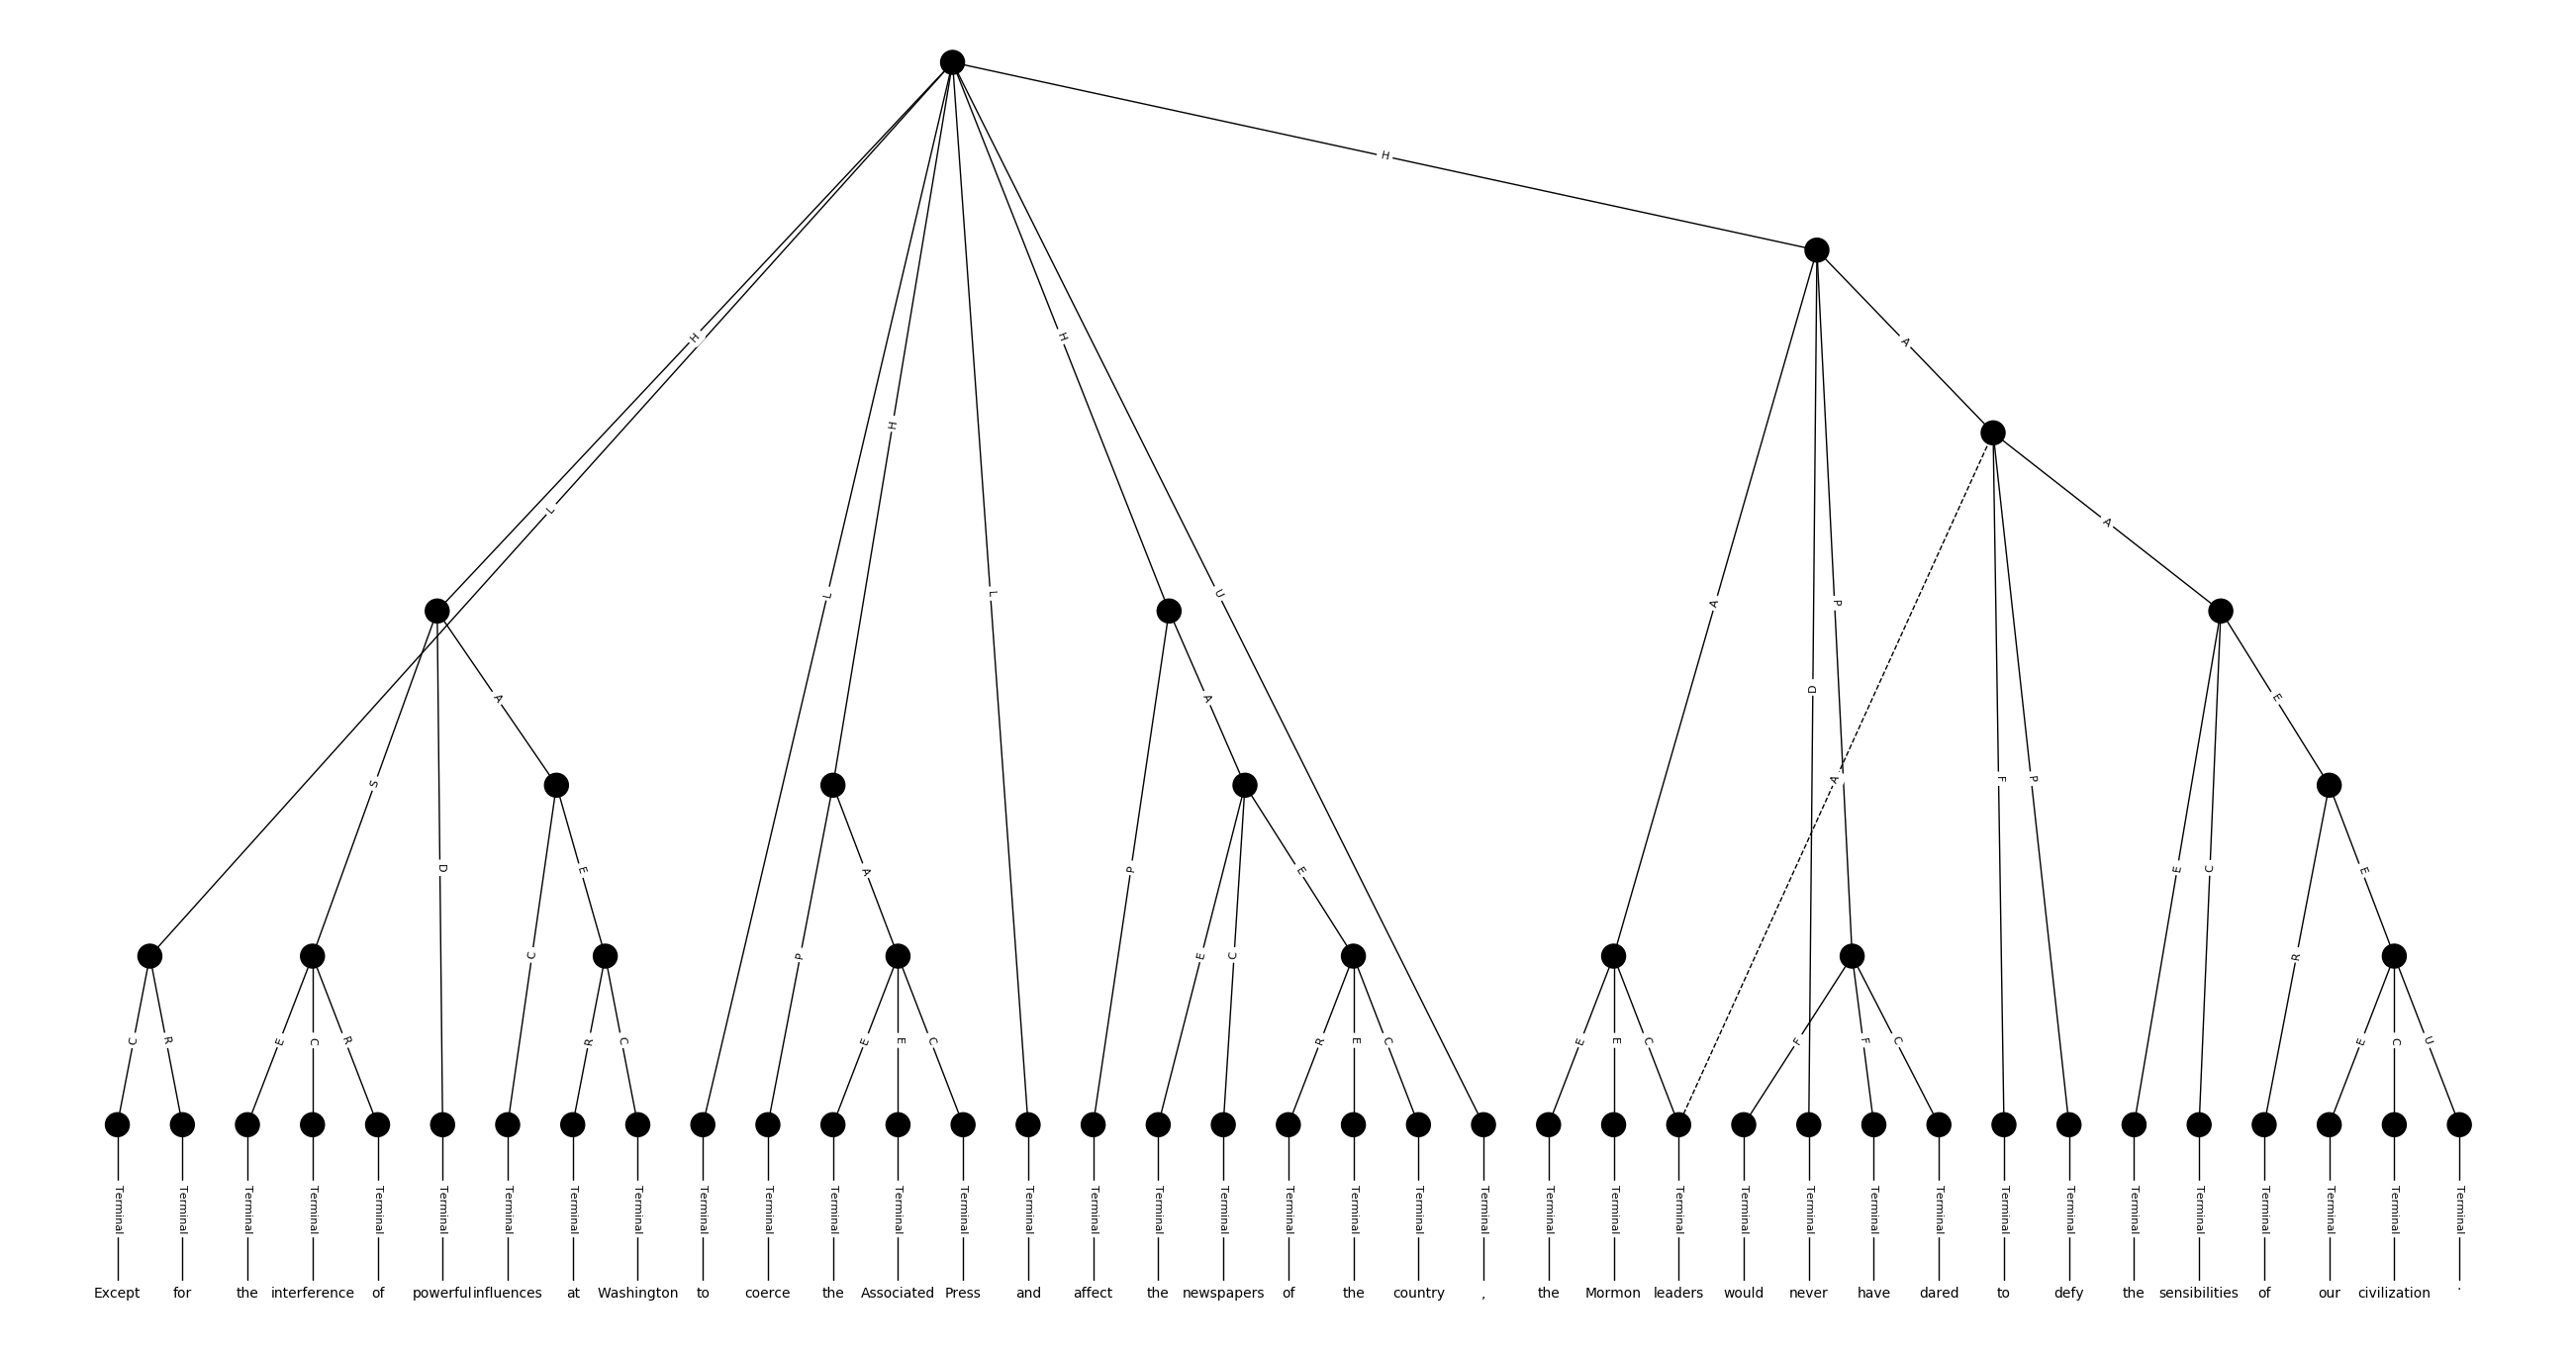 H
H
A
H
L
H
A
L
L
U
A
P
A
A
E
S
D
A
A
F
P
D
E
P
E
C
A
E
E
C
C
P
E
C
R
C R E C R R C E E C R E C E E C F F C E C U
Terminal Terminal Terminal Terminal Terminal Terminal Terminal Terminal Terminal Terminal Terminal Terminal Terminal Terminal Terminal Terminal Terminal Terminal Terminal Terminal Terminal Terminal Terminal Terminal Terminal Terminal Terminal Terminal Terminal Terminal Terminal Terminal Terminal Terminal Terminal Terminal Terminal
Except for the interference of powerful influences at Washington to coerce the Associated Press and affect the newspapers of the country , the Mormon leaders would never have dared to defy the sensibilities of our civilization .